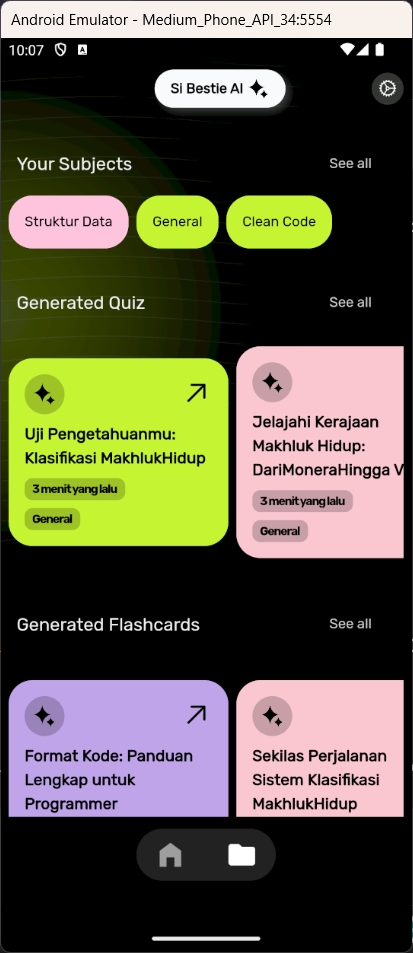 Android Emulator - Medium_Phone_API_34:5554
10:07
A
Si Bestie AI
Your Subjects
See all
Struktur Data
General
Clean Code
Generated Quiz
See all
Uji Pengetahuanmu:
Klasifikasi MakhlukHidup
3 menit yang lalu
General
Jelajahi Kerajaan
Makhluk Hidup:
DariMoneraHingga V
3 menit yang lalu
General
Generated Flashcards
See all
Format Kode: Panduan
Lengkap untuk
Programmer
Sekilas Perjalanan
Sistem Klasifikasi
MakhlukHidup